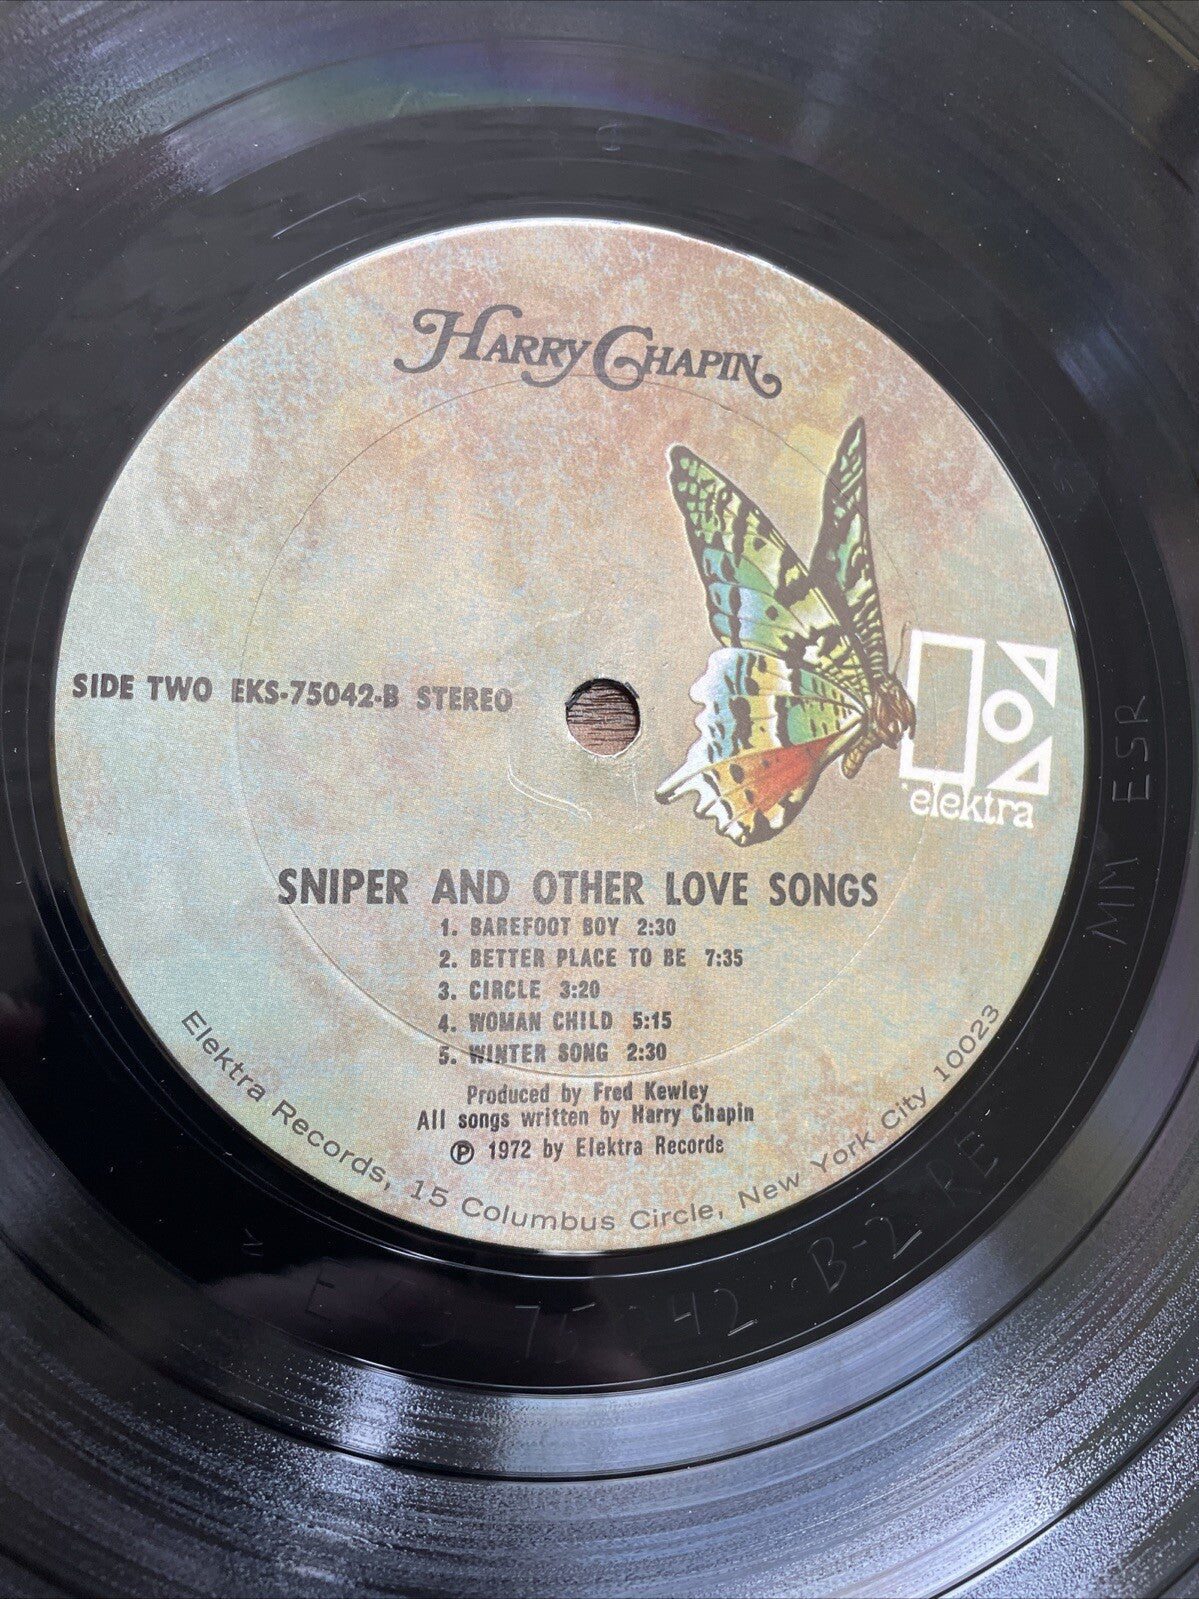 HARRY CHAPIN
SIDE TWO EKS-75042-B STEREO
elektra
SNIPER AND OTHER LOVE SONGS
1. BAREFOOT BOY 2:30
2. BETTER PLACE TO BE 7:35
3. CIRCLE 3:20
4. WOMAN CHILD 5:15
5. WINTER SONG 2:30
Produced by Fred Kewley
All songs written by Harry Chapin
℗ 1972 by Elektra Records
Elektra Records, 15 Columbus Circle, New York City 10023
MM ESR
42 B-2 RE